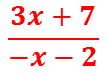 3x + 7
-x - 2